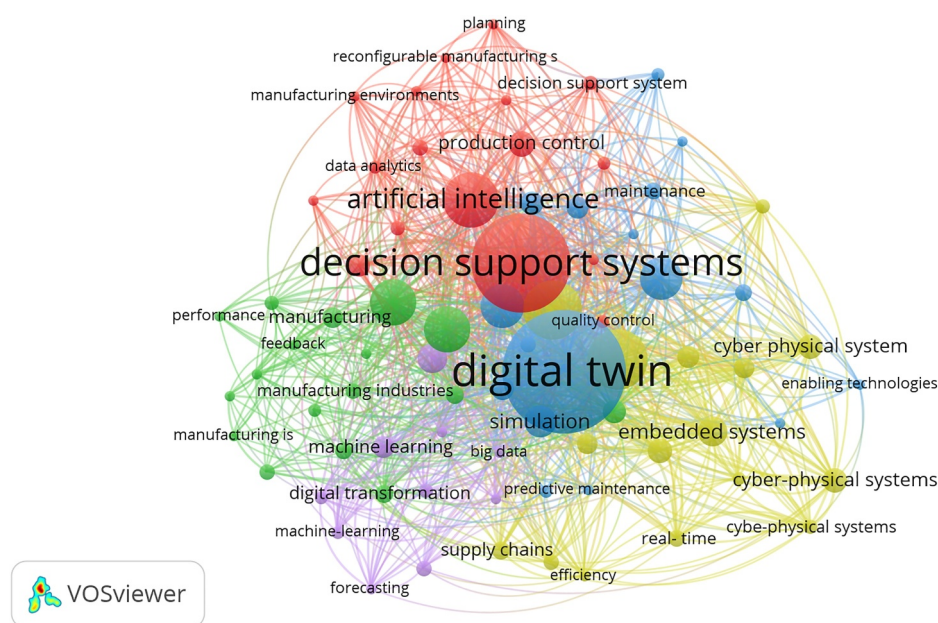 planning
reconfigurable manufacturing s
decision support system
manufacturing environments
production control
data analytics
maintenance
artificial intelligence
decision support systems
performance
manufacturing
quality control
feedback
cyber physical system
digital twin
enabling technologies
manufacturing industries
simulation
manufacturing is
embedded systems
machine learning
big data
cyber-physical systems
digital transformation
predictive maintenance
machine-learning
cybe-physical systems
real- time
supply chains
efficiency
forecasting
VOSviewer